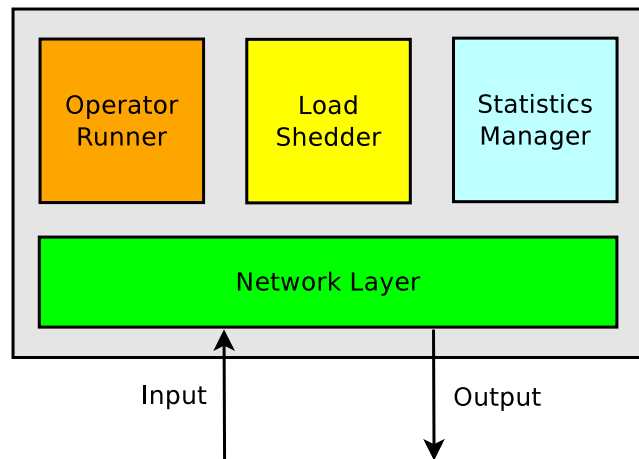 Operator
Runner
Load
Shedder
Statistics
Manager
Network Layer
Input
Output